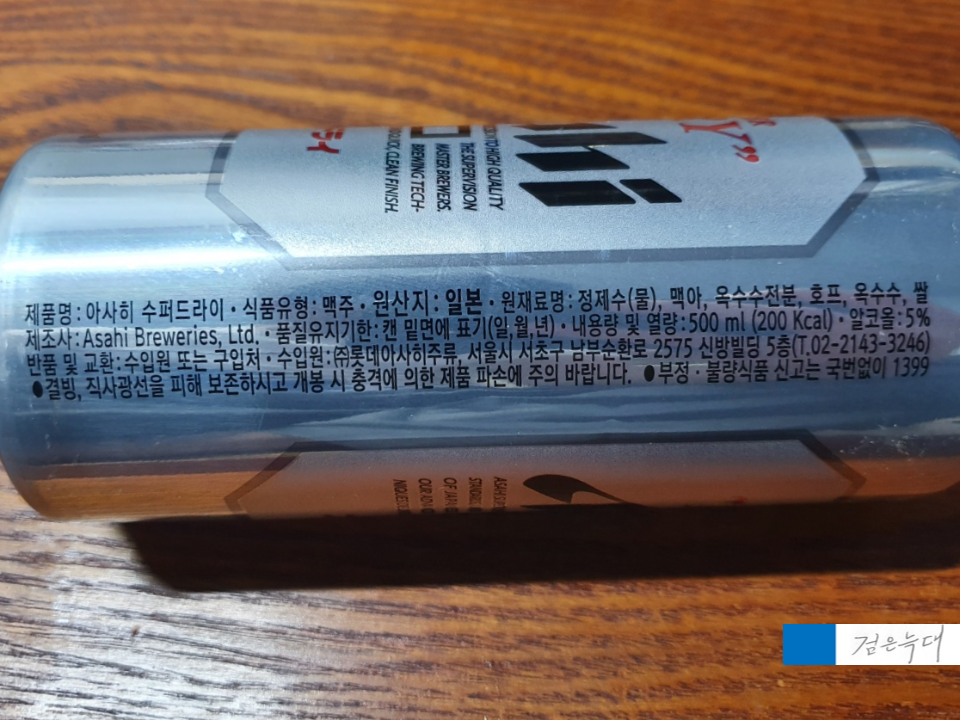 제품명 : 아사히 수퍼드라이 · 식품유형 : 맥주 · 원산지 : 일본 · 원재료명 : 정제수(물), 맥아, 옥수수전분, 호프, 옥수수, 쌀
제조사 : Asahi Breweries, Ltd. · 품질유지기한 : 캔 밑면에 표기(일,월,년) · 내용량 및 열량 : 500 ml (200 Kcal) · 알코올 : 5%
반품 및 교환 : 수입원 또는 구입처 · 수입원 : ㈜롯데아사히주류, 서울시 서초구 남부순환로 2575 신방빌딩 5층(T.02-2143-3246)
●결빙, 직사광선을 피해 보존하시고 개봉 시 충격에 의한 제품 파손에 주의 바랍니다. ●부정 · 불량식품 신고는 국번없이 1399
TO HIGH QUALITY
THE SUPERVISION
MASTER BREWERS.
BREWING TECH-
CLEAN FINISH.
hi
Y”
OF JAPA
OUR ADV
검은늑대